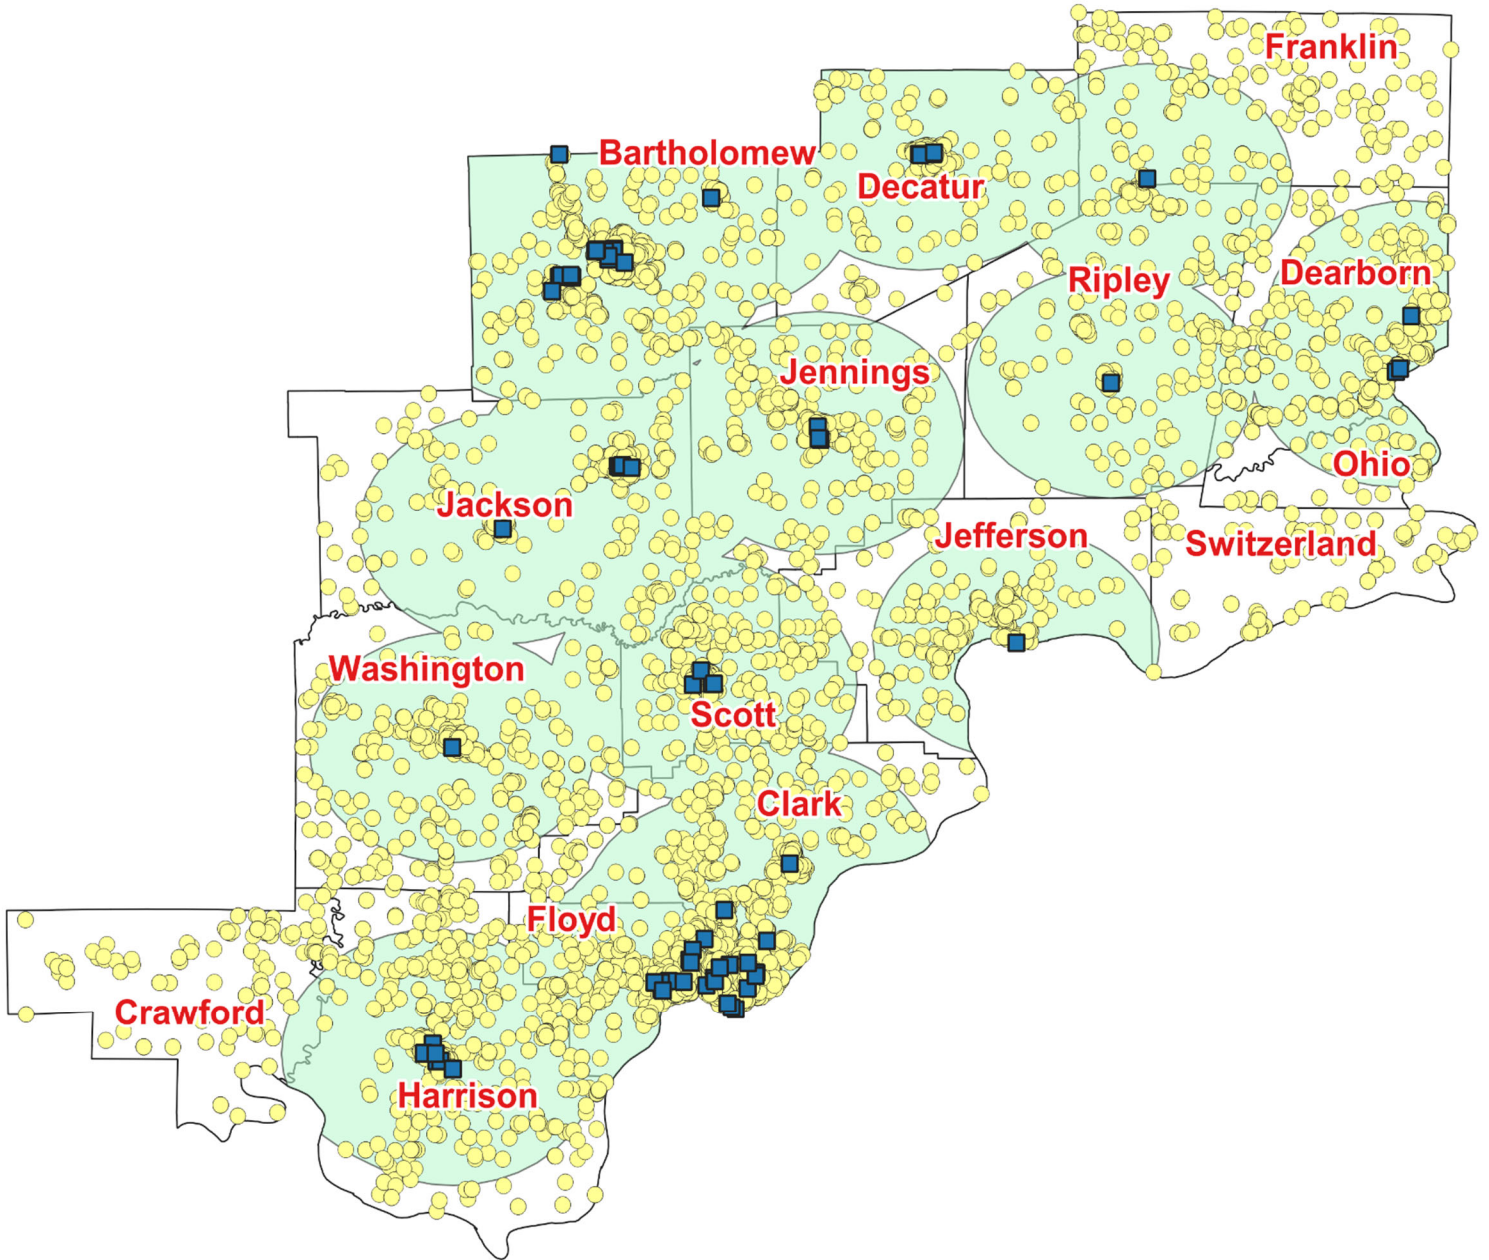 Franklin
Bartholomew
Decatur
Ripley
Dearborn
Jennings
Ohio
Jackson
Jefferson
Switzerland
Washington
Scott
Clark
Floyd
Crawford
Harrison